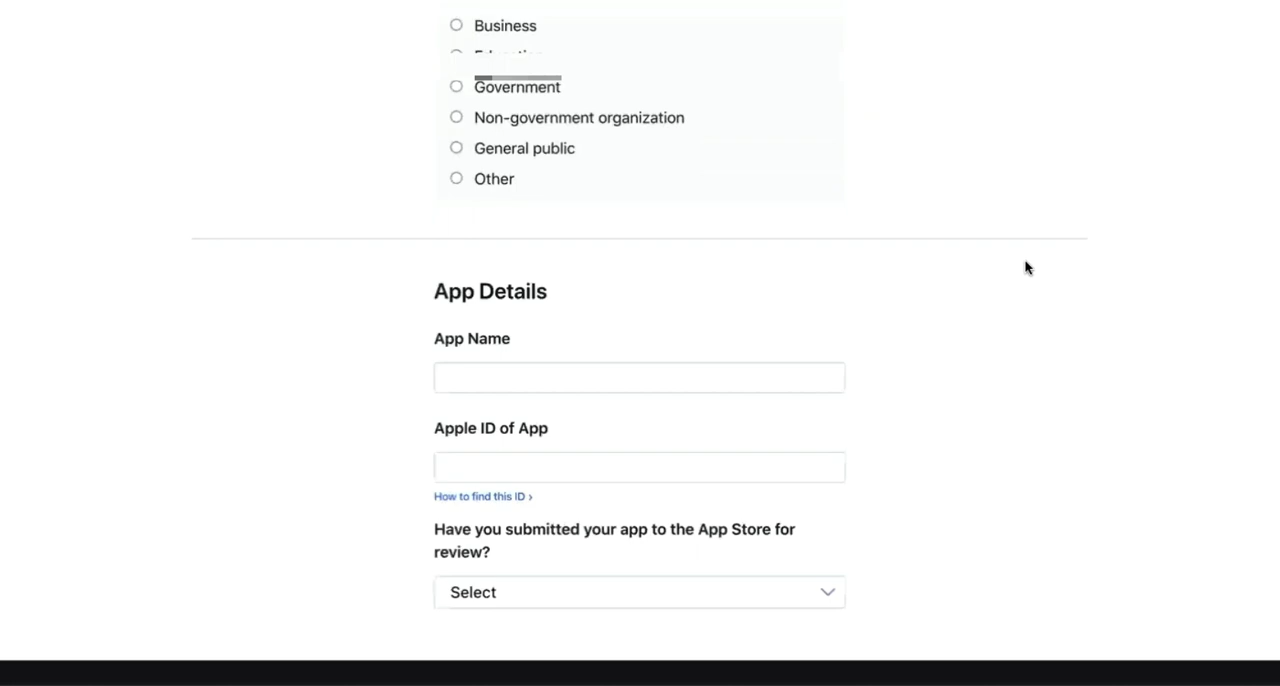 Business
Government
Non-government organization
General public
Other
App Details
App Name
Apple ID of App
How to find this ID ›
Have you submitted your app to the App Store for
review?
Select